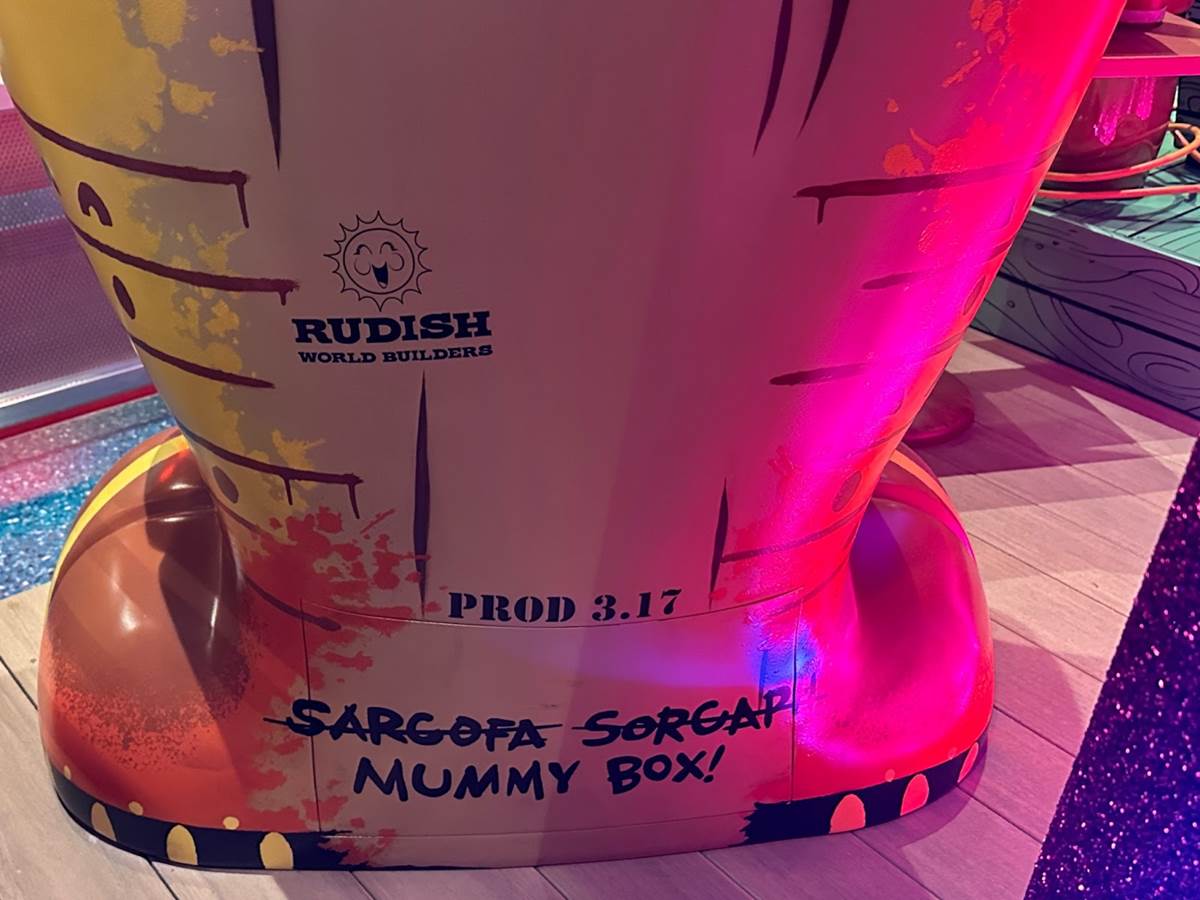 RUDISH
WORLD BUILDERS
PROD 3.17
SARGOFA SORGAP
MUMMY BOX!